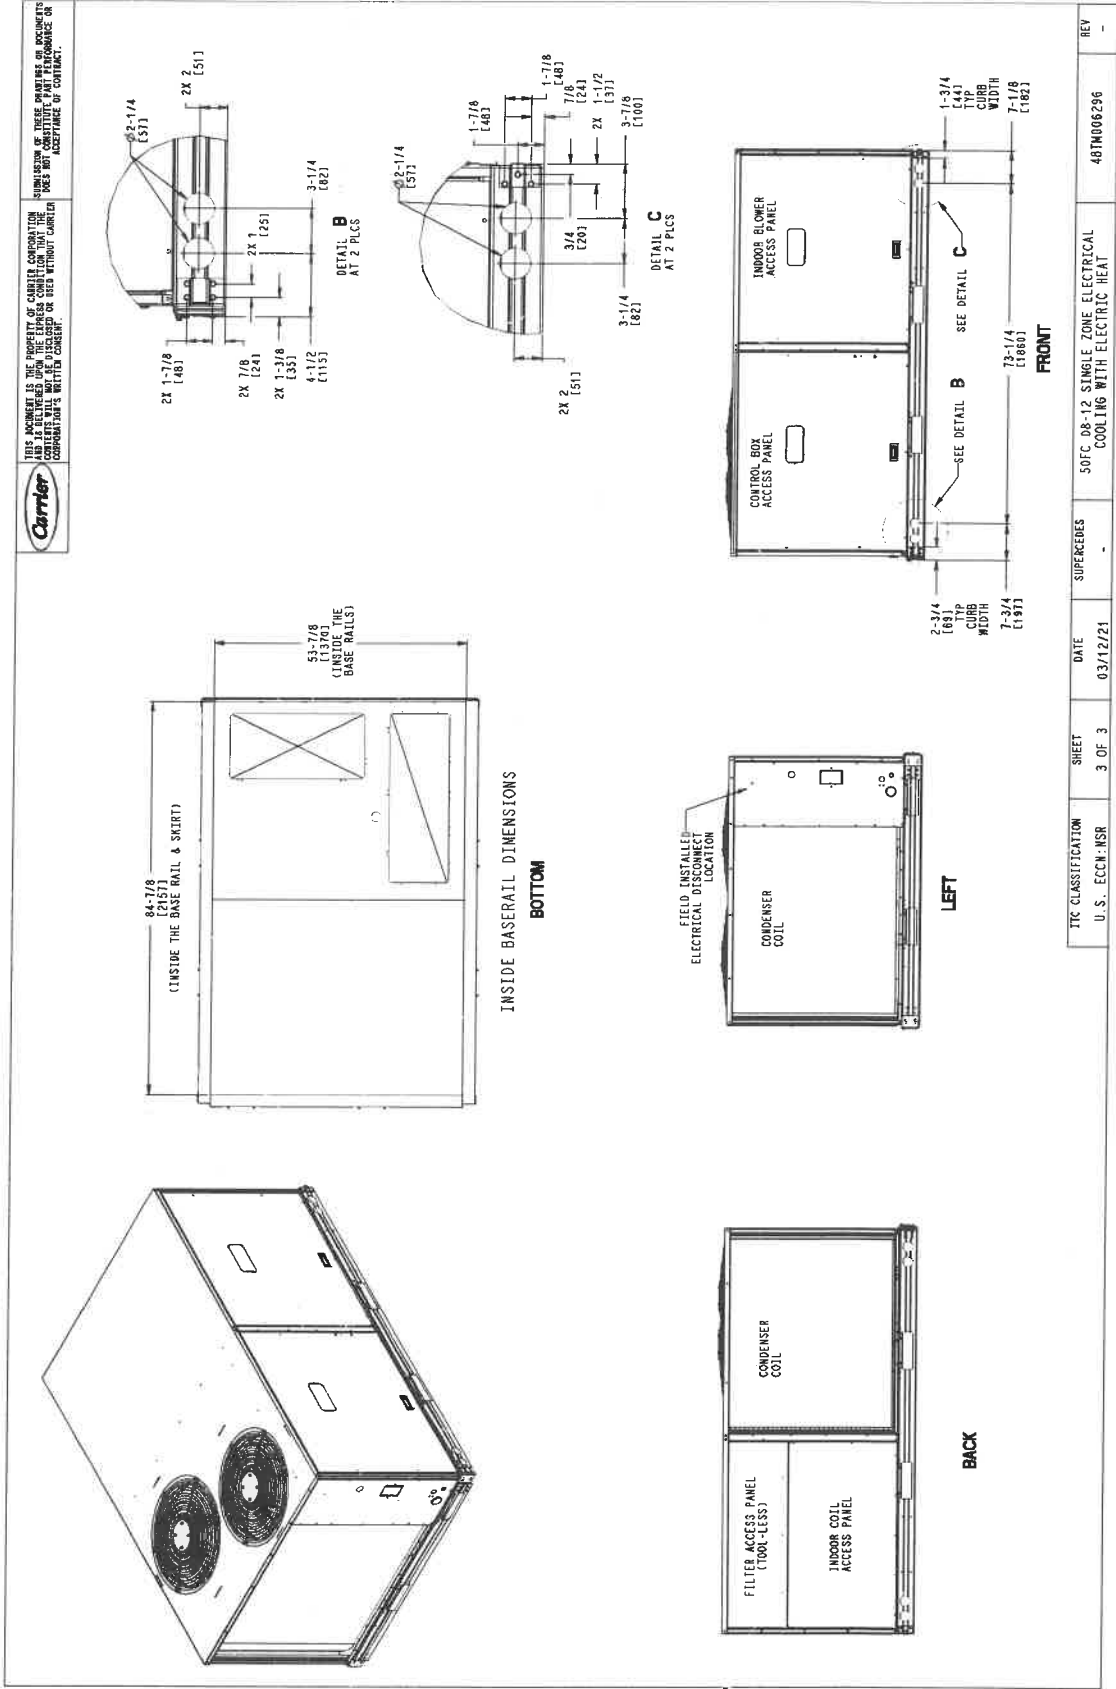 Carrier
THIS DOCUMENT IS THE PROPERTY OF CARRIER CORPORATION
AND IS DELIVERED UPON THE EXPRESS CONDITION THAT THE
CONTENTS WILL NOT BE DISCLOSED OR USED WITHOUT CARRIER
CORPORATION'S WRITTEN CONSENT.
SUBMISSION OF THESE DRAWINGS OR DOCUMENTS
DOES NOT CONSTITUTE PART PERFORMANCE OR
ACCEPTANCE OF CONTRACT.
84-7/8
[2157]
(INSIDE THE BASE RAIL & SKIRT)
53-7/8
[1370]
(INSIDE THE
BASE RAILS)
INSIDE BASERAIL DIMENSIONS
BOTTOM
2X 1-7/8
[48]
2X 7/8
[24]
2X 1-3/8
[35]
4-1/2
[115]
Ø2-1/4
[57]
2X 2
[51]
2X 1
[25]
3-1/4
[82]
DETAIL B
AT 2 PLCS
Ø2-1/4
[57]
1-7/8
[48]
1-7/8
[48]
7/8
[24]
2X 1-1/2
[37]
3-7/8
[100]
3/4
[20]
3-1/4
[82]
2X 2
[51]
DETAIL C
AT 2 PLCS
FILTER ACCESS PANEL
(TOOL-LESS)
INDOOR COIL
ACCESS PANEL
CONDENSER
COIL
BACK
FIELD INSTALLED
ELECTRICAL DISCONNECT
LOCATION
CONDENSER
COIL
LEFT
CONTROL BOX
ACCESS PANEL
INDOOR BLOWER
ACCESS PANEL
2-3/4
[69]
TYP
CURB
WIDTH
7-3/4
[197]
SEE DETAIL B
SEE DETAIL C
73-1/4
[1860]
1-3/4
[44]
TYP
CURB
WIDTH
7-1/8
[182]
FRONT
ITC CLASSIFICATION
U.S. ECCN:NSR
SHEET
3 OF 3
DATE
03/12/21
SUPERCEDES
-
50FC 08-12 SINGLE ZONE ELECTRICAL
COOLING WITH ELECTRIC HEAT
48TM006296
REV
-